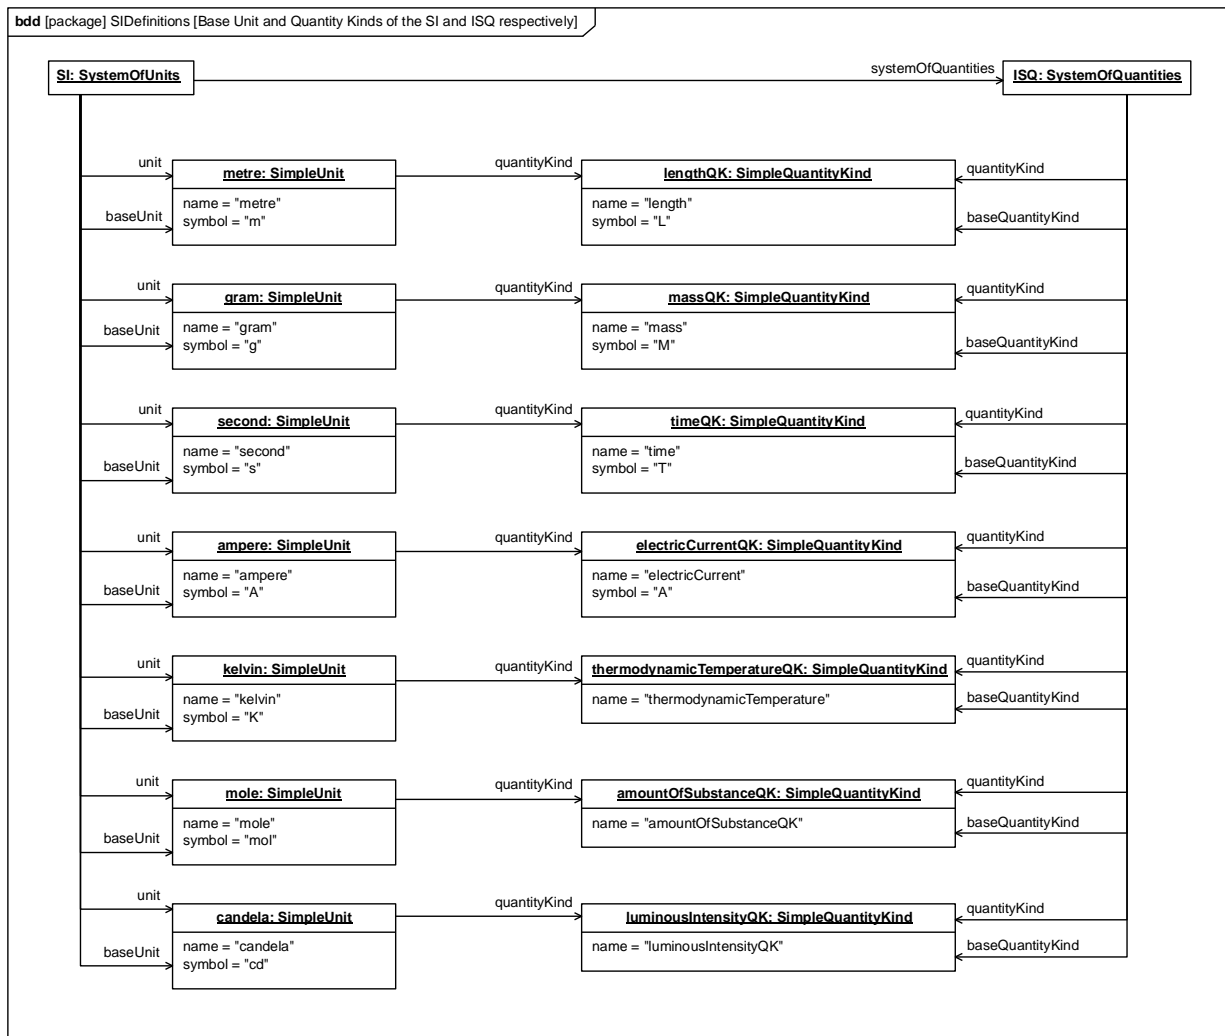 bdd [package] SIDefinitions [Base Unit and Quantity Kinds of the SI and ISQ respectively]
SI: SystemOfUnits
systemOfQuantities
ISQ: SystemOfQuantities
unit
metre: SimpleUnit
quantityKind
lengthQK: SimpleQuantityKind
quantityKind
name = "metre"
name = "length"
baseUnit
symbol = "m"
symbol = "L"
baseQuantityKind
unit
gram: SimpleUnit
quantityKind
massQK: SimpleQuantityKind
quantityKind
name = "gram"
name = "mass"
baseUnit
symbol = "g"
symbol = "M"
baseQuantityKind
unit
second: SimpleUnit
quantityKind
timeQK: SimpleQuantityKind
quantityKind
name = "second"
name = "time"
baseUnit
symbol = "s"
symbol = "T"
baseQuantityKind
unit
ampere: SimpleUnit
quantityKind
electricCurrentQK: SimpleQuantityKind
quantityKind
name = "ampere"
name = "electricCurrent"
baseUnit
symbol = "A"
symbol = "A"
baseQuantityKind
unit
kelvin: SimpleUnit
quantityKind
thermodynamicTemperatureQK: SimpleQuantityKind
quantityKind
name = "kelvin"
name = "thermodynamicTemperature"
baseQuantityKind
baseUnit
symbol = "K"
unit
mole: SimpleUnit
quantityKind
amountOfSubstanceQK: SimpleQuantityKind
quantityKind
name = "mole"
name = "amountOfSubstanceQK"
baseQuantityKind
baseUnit
symbol = "mol"
unit
candela: SimpleUnit
quantityKind
luminousIntensityQK: SimpleQuantityKind
quantityKind
name = "candela"
name = "luminousIntensityQK"
baseQuantityKind
baseUnit
symbol = "cd"